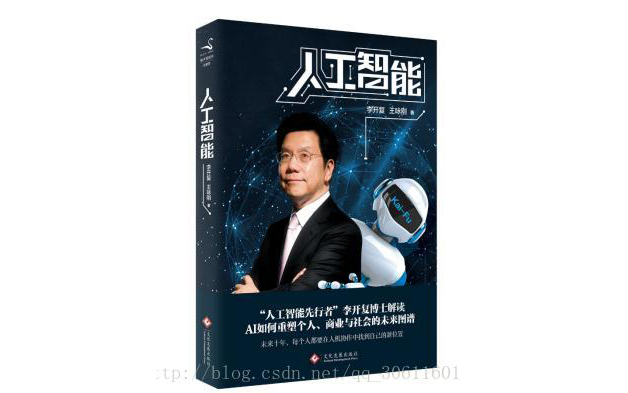 人工智能
李开复 王咏刚 著
人工智能
李开复 王咏刚 著
Kai-Fu
“人工智能先行者”李开复博士解读
AI如何重塑个人、商业与社会的未来图谱
未来十年，每个人都要在人机协作中找到自己的新位置
文化发展出版社
ttp://blog.csdn.net/qq_30611601